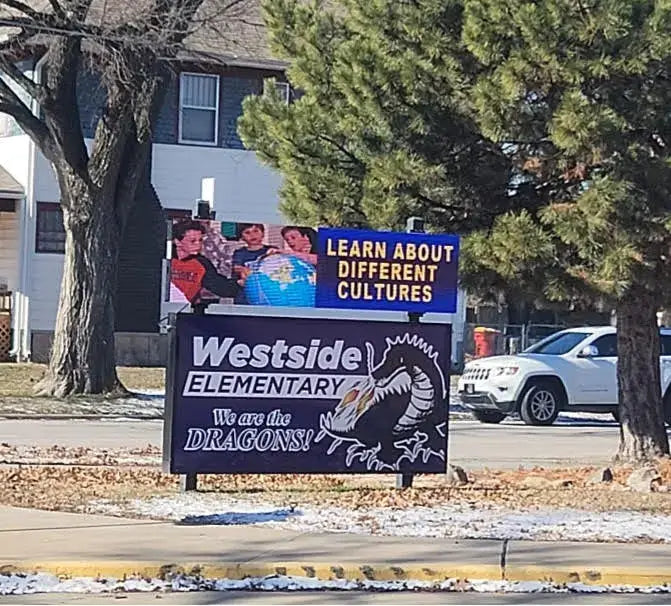 LEARN ABOUT
DIFFERENT
CULTURES
Westside
ELEMENTARY
We are the
DRAGONS!